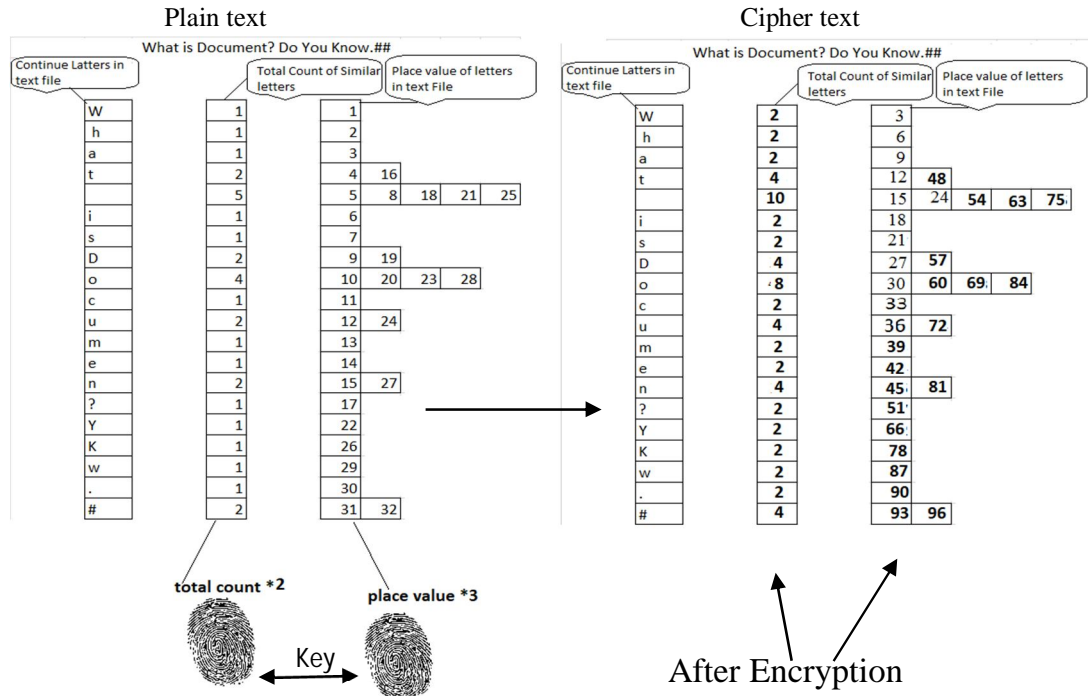 Plain text
Cipher text
What is Document? Do You Know.##
Continue Latters in
text file
Total Count of Similar
letters
Place value of letters
in text File
W 1 1
h 1 2
a 1 3
t 2 4 16
5 5 8 18 21 25
i 1 6
s 1 7
D 2 9 19
o 4 10 20 23 28
c 1 11
u 2 12 24
m 1 13
e 1 14
n 2 15 27
? 1 17
Y 1 22
K 1 26
w 1 29
. 1 30
# 2 31 32
total count *2
place value *3
Key
What is Document? Do You Know.##
Continue Latters in
text file
Total Count of Similar
letters
Place value of letters
in text File
W 2 3
h 2 6
a 2 9
t 4 12 48
10 15 24 54 63 75
i 2 18
s 2 21
D 4 27 57
o 8 30 60 69 84
c 2 33
u 4 36 72
m 2 39
e 2 42
n 4 45 81
? 2 51
Y 2 66
K 2 78
w 2 87
. 2 90
# 4 93 96
After Encryption